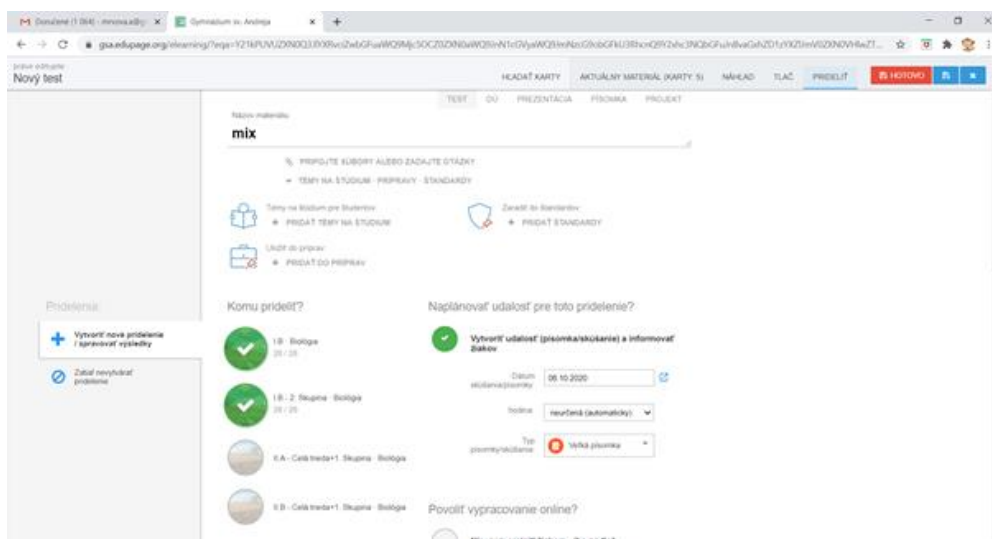 Gymnázium sv. Andreja
Nový test
HĽADAŤ KARTY
AKTUÁLNY MATERIÁL (KARTY: 5)
NÁHĽAD
TLAČ
PRIDELIŤ
HOTOVO
TEST
DÚ
PREZENTÁCIA
PÍSOMKA
PROJEKT
Názov materiálu
mix
PRIPOJTE SÚBORY ALEBO ZADAJTE OTÁZKY
TÉMY NA ŠTÚDIUM · PRÍPRAVY · ŠTANDARDY
Témy na štúdium pre študentov
+ PRIDAŤ TÉMY NA ŠTÚDIUM
Zaradiť do štandardov
+ PRIDAŤ ŠTANDARDY
Uložiť do príprav
+ PRIDAŤ DO PRÍPRAV
Pridelenia:
Vytvoriť nové pridelenie
/ spravovať výsledky
Zatiaľ nevytvárať
pridelenie
Komu prideliť?
I.B · Biológia
I.B - 2. Skupina · Biológia
II.A - Celá trieda+1. Skupina · Biológia
II.B - Celá trieda+1. Skupina · Biológia
Naplánovať udalosť pre toto pridelenie?
Vytvoriť udalosť (písomka/skúšanie) a informovať
žiakov
Dátum
skúšania/písomky
06.10.2020
hodina
neurčená (automaticky)
Typ
písomky/skúšania
Veľká písomka
Povoliť vypracovanie online?